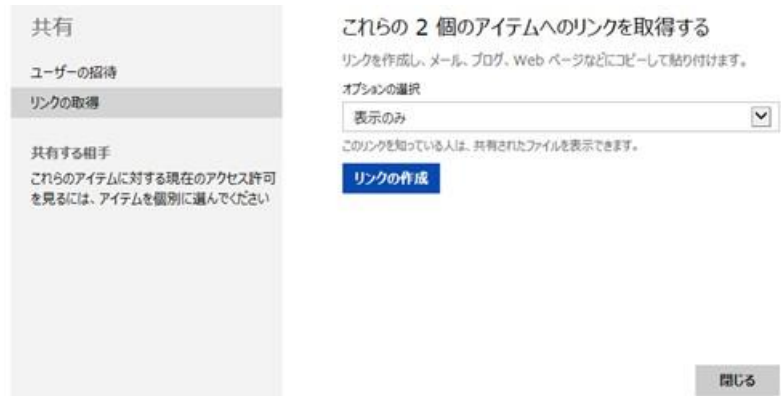 共有
ユーザーの招待
リンクの取得
共有する相手
これらのアイテムに対する現在のアクセス許可
を見るには、アイテムを個別に選んでください
これらの 2 個のアイテムへのリンクを取得する
リンクを作成し、メール、ブログ、Web ページなどにコピーして貼り付けます。
オプションの選択
表示のみ
このリンクを知っている人は、共有されたファイルを表示できます。
リンクの作成
閉じる